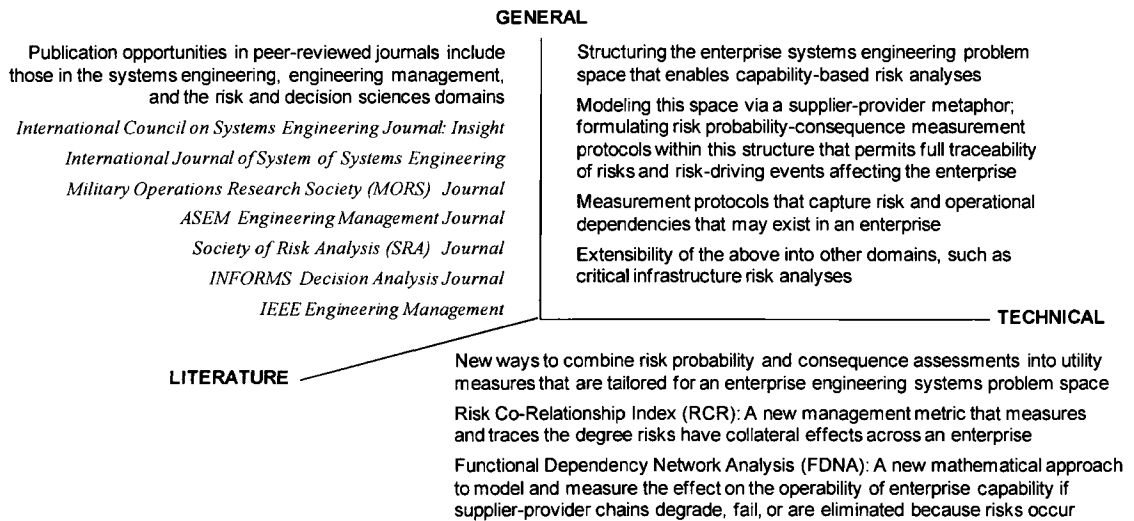 GENERAL
Publication opportunities in peer-reviewed journals include
those in the systems engineering, engineering management,
and the risk and decision sciences domains
International Council on Systems Engineering Journal: Insight
International Journal of System of Systems Engineering
Military Operations Research Society (MORS) Journal
ASEM Engineering Management Journal
Society of Risk Analysis (SRA) Journal
INFORMS Decision Analysis Journal
IEEE Engineering Management
Structuring the enterprise systems engineering problem
space that enables capability-based risk analyses
Modeling this space via a supplier-provider metaphor;
formulating risk probability-consequence measurement
protocols within this structure that permits full traceability
of risks and risk-driving events affecting the enterprise
Measurement protocols that capture risk and operational
dependencies that may exist in an enterprise
Extensibility of the above into other domains, such as
critical infrastructure risk analyses
TECHNICAL
LITERATURE
New ways to combine risk probability and consequence assessments into utility
measures that are tailored for an enterprise engineering systems problem space
Risk Co-Relationship Index (RCR): A new management metric that measures
and traces the degree risks have collateral effects across an enterprise
Functional Dependency Network Analysis (FDNA): A new mathematical approach
to model and measure the effect on the operability of enterprise capability if
supplier-provider chains degrade, fail, or are eliminated because risks occur